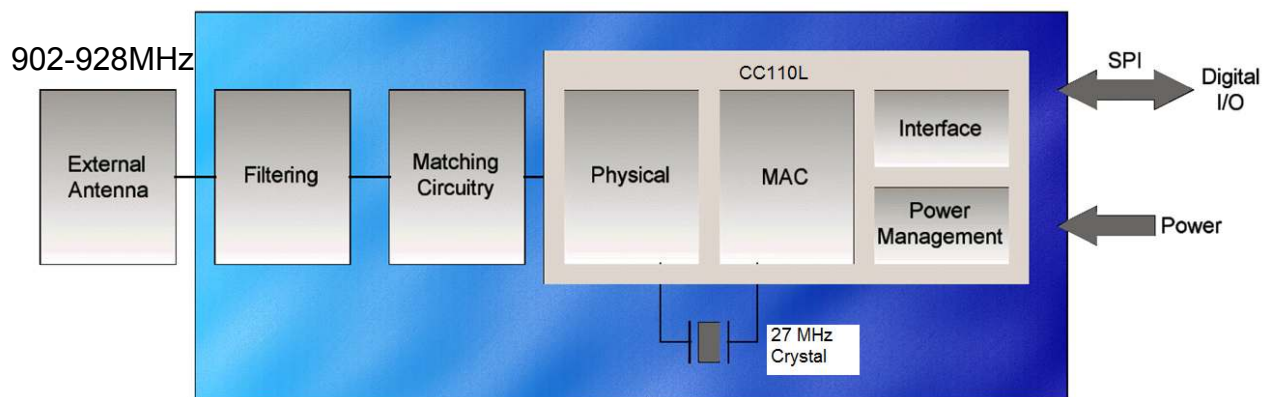 902-928MHz
External
Antenna
Filtering
Matching
Circuitry
CC110L
Physical
MAC
Interface
Power
Management
27 MHz
Crystal
SPI
Digital
I/O
Power